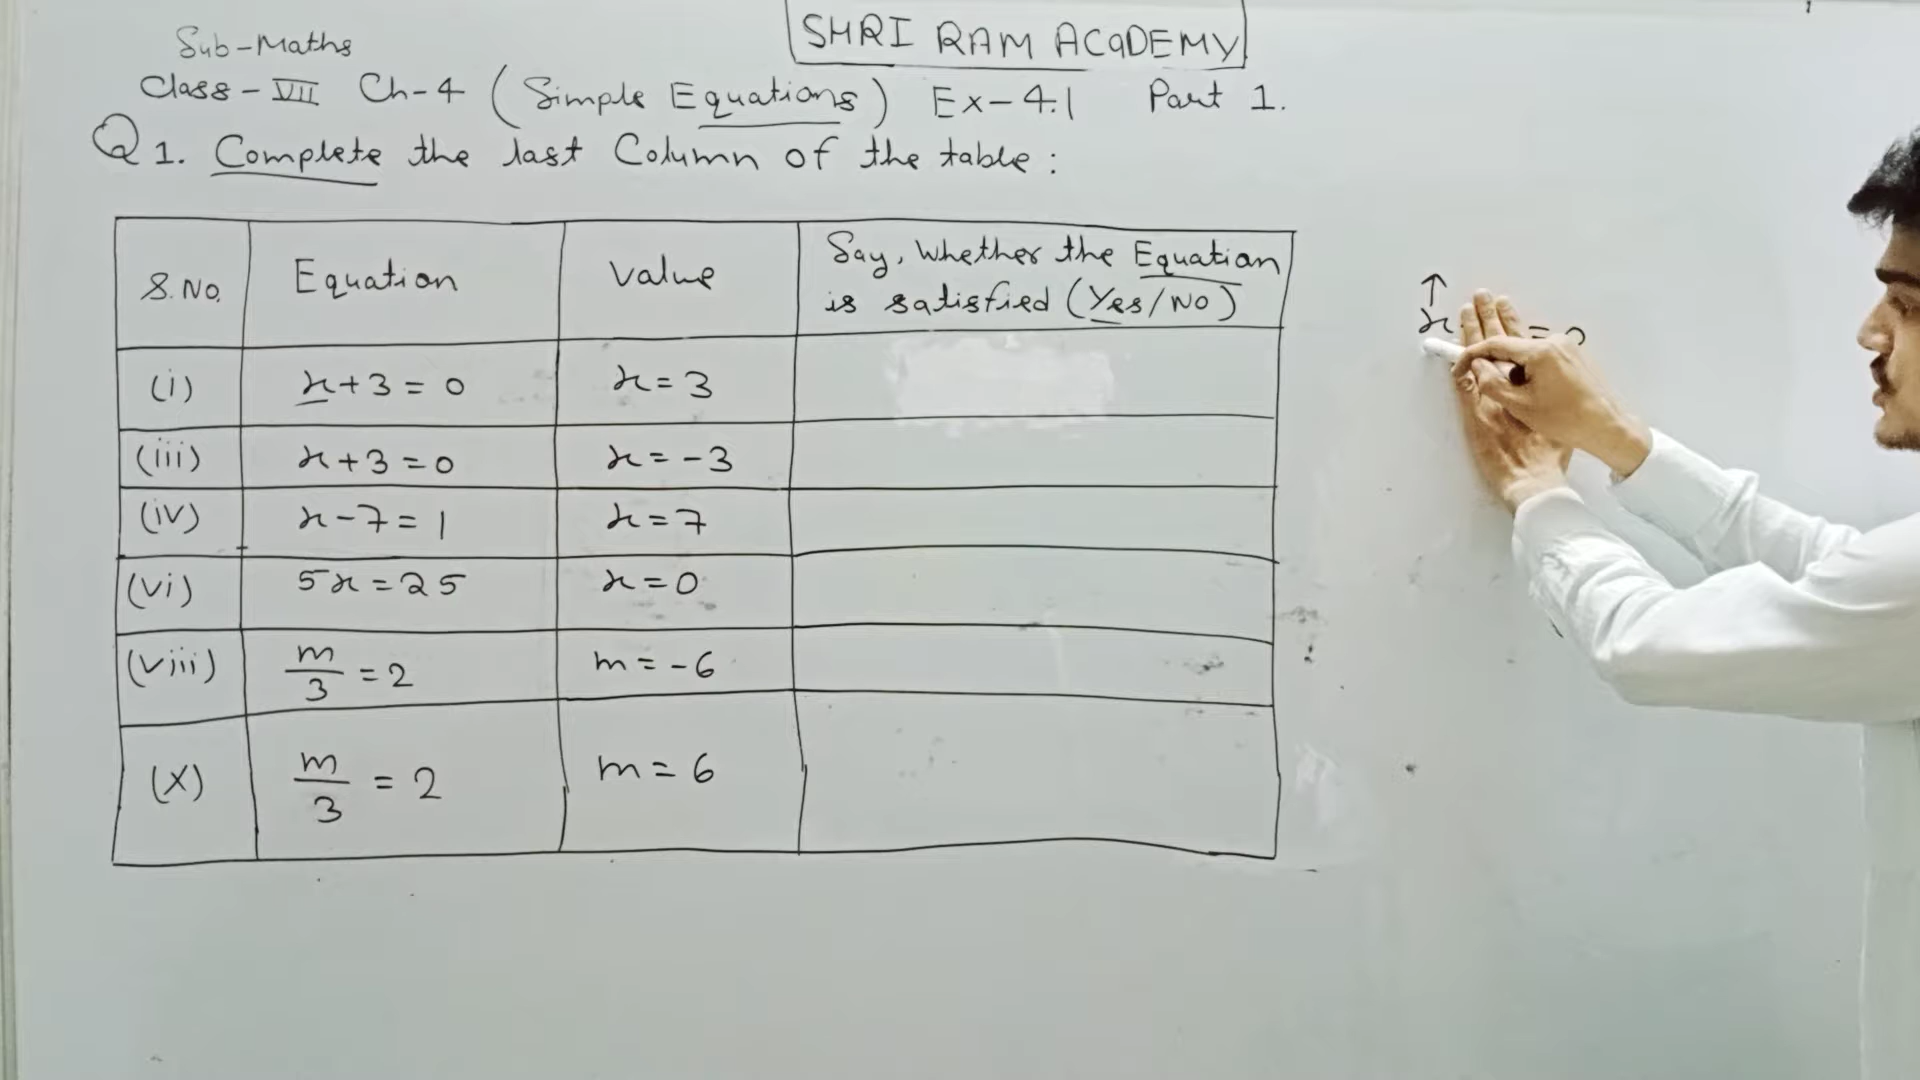 SHRI RAM ACADEMY
Sub-Maths
Class-VII Ch-4 (Simple Equations) Ex-4.1 Part 1.
Q1. Complete the last Column of the table:
S.No. Equation Value Say, Whether the Equation is satisfied (Yes/No)
(i) x+3=0 x=3
(iii) x+3=0 x=-3
(iv) x-7=1 x=7
(vi) 5x=25 x=0
(viii) m/3=2 m=-6
(X) m/3=2 m=6
↑
x =